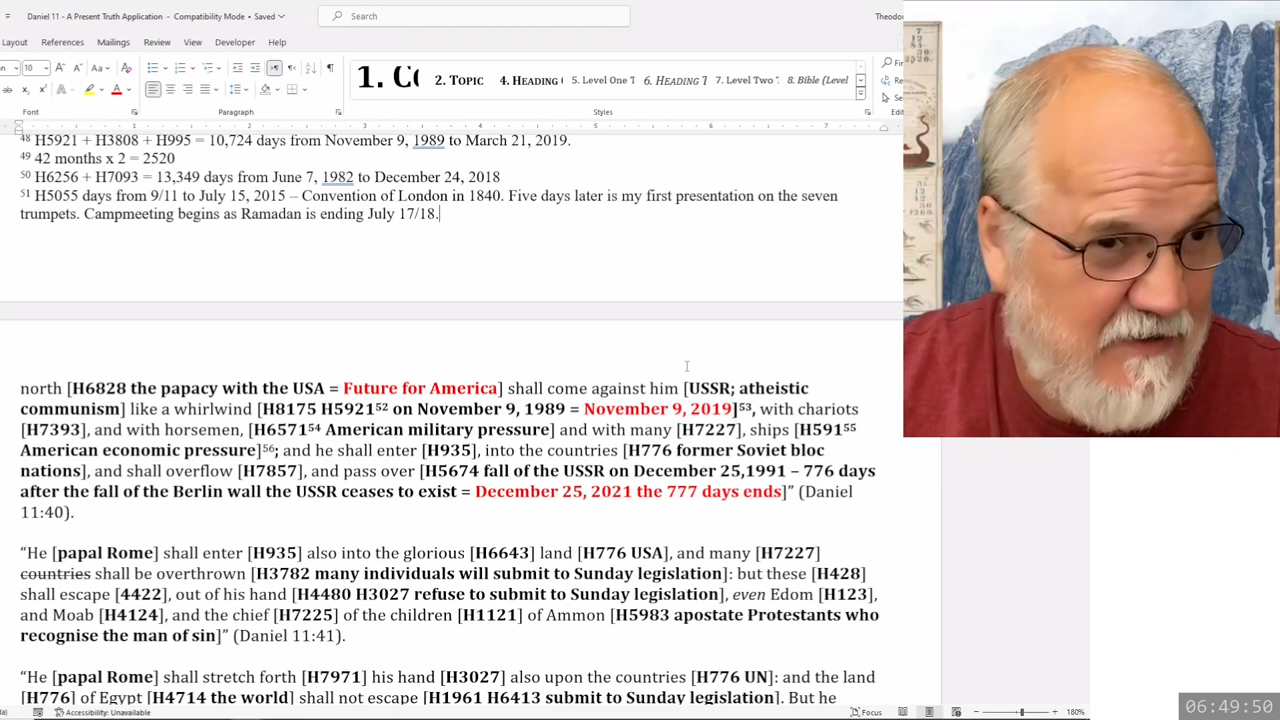 Daniel 11 - A Present Truth Application - Compatibility Mode • Saved
Search
Theodor
Layout References Mailings Review View Developer Help
10 Aa
Font Paragraph Styles
1. Co 2. TOPIC 4. HEADING 5. Level One 6. HEADING 7. Level Two 8. Bible (Level
48 H5921 + H3808 + H995 = 10,724 days from November 9, 1989 to March 21, 2019.
49 42 months x 2 = 2520
50 H6256 + H7093 = 13,349 days from June 7, 1982 to December 24, 2018
51 H5055 days from 9/11 to July 15, 2015 – Convention of London in 1840. Five days later is my first presentation on the seven
trumpets. Campmeeting begins as Ramadan is ending July 17/18.
north [H6828 the papacy with the USA = Future for America] shall come against him [USSR; atheistic
communism] like a whirlwind [H8175 H5921⁵² on November 9, 1989 = November 9, 2019]⁵³, with chariots
[H7393], and with horsemen, [H6571⁵⁴ American military pressure] and with many [H7227], ships [H591⁵⁵
American economic pressure]⁵⁶; and he shall enter [H935], into the countries [H776 former Soviet bloc
nations], and shall overflow [H7857], and pass over [H5674 fall of the USSR on December 25,1991 – 776 days
after the fall of the Berlin wall the USSR ceases to exist = December 25, 2021 the 777 days ends]” (Daniel
11:40).
“He [papal Rome] shall enter [H935] also into the glorious [H6643] land [H776 USA], and many [H7227]
countries shall be overthrown [H3782 many individuals will submit to Sunday legislation]: but these [H428]
shall escape [4422], out of his hand [H4480 H3027 refuse to submit to Sunday legislation], even Edom [H123],
and Moab [H4124], and the chief [H7225] of the children [H1121] of Ammon [H5983 apostate Protestants who
recognise the man of sin]” (Daniel 11:41).
“He [papal Rome] shall stretch forth [H7971] his hand [H3027] also upon the countries [H776 UN]: and the land
[H776] of Egypt [H4714 the world] shall not escape [H1961 H6413 submit to Sunday legislation]. But he
Accessibility: Unavailable
Focus
180%
06:49:50